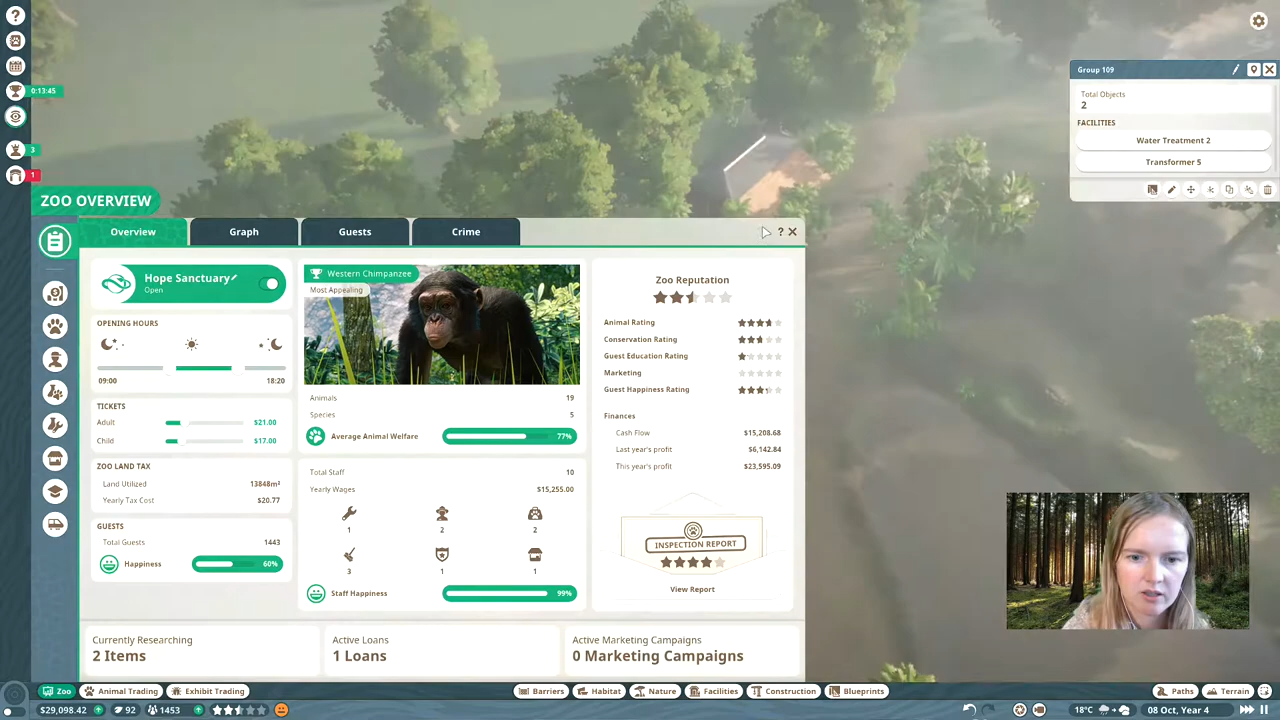 ?
0:13:45
3
1
Group 109
Total Objects
2
FACILITIES
Water Treatment 2
Transformer 5
ZOO OVERVIEW
Overview
Graph
Guests
Crime
?
Hope Sanctuary
Open
OPENING HOURS
09:00
18:20
TICKETS
Adult
$21.00
Child
$17.00
ZOO LAND TAX
Land Utilized
13848m²
Yearly Tax Cost
$20.77
GUESTS
Total Guests
1443
Happiness
60%
Western Chimpanzee
Most Appealing
Animals
19
Species
5
Average Animal Welfare
77%
Total Staff
10
Yearly Wages
$15,255.00
1
2
2
3
1
1
Staff Happiness
99%
Zoo Reputation
Animal Rating
Conservation Rating
Guest Education Rating
Marketing
Guest Happiness Rating
Finances
Cash Flow
$15,208.68
Last year's profit
$6,142.84
This year's profit
$23,595.09
INSPECTION REPORT
View Report
Currently Researching
2 Items
Active Loans
1 Loans
Active Marketing Campaigns
0 Marketing Campaigns
Zoo
Animal Trading
Exhibit Trading
Barriers
Habitat
Nature
Facilities
Construction
Blueprints
Paths
Terrain
$29,098.42
92
1453
18°C
08 Oct, Year 4